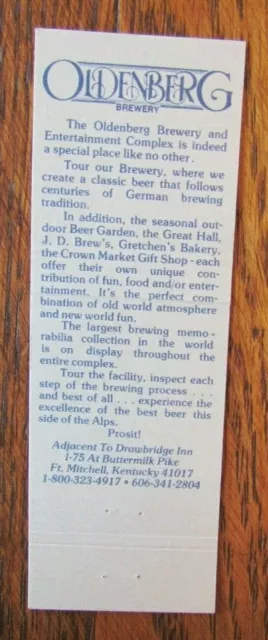 OLDENBERG
BREWERY
The Oldenberg Brewery and
Entertainment Complex is indeed
a special place like no other.
Tour our Brewery, where we
create a classic beer that follows
centuries of German brewing
tradition.
In addition, the seasonal out-
door Beer Garden, the Great Hall,
J. D. Brew's, Gretchen's Bakery,
the Crown Market Gift Shop - each
offer their own unique con-
tribution of fun, food and/or enter-
tainment. It's the perfect com-
bination of old world atmosphere
and new world fun.
The largest brewing memo-
rabilia collection in the world
is on display throughout the
entire complex.
Tour the facility, inspect each
step of the brewing process . . .
and best of all . . . experience the
excellence of the best beer this
side of the Alps.
Prosit!
Adjacent To Drawbridge Inn
I-75 At Buttermilk Pike
Ft. Mitchell, Kentucky 41017
1-800-323-4917 • 606-341-2804